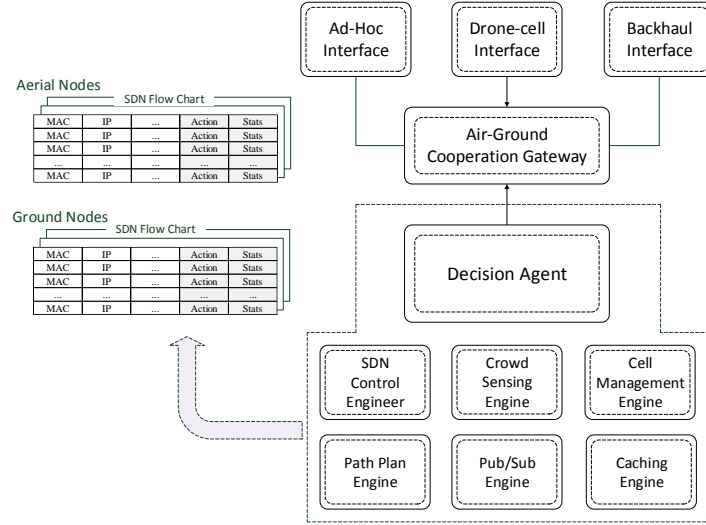 Ad-Hoc
Interface
Drone-cell
Interface
Backhaul
Interface
Aerial Nodes
SDN Flow Chart
MAC IP ... Action Stats
MAC IP ... Action Stats
MAC IP ... Action Stats
... ... ... ... ...
MAC IP ... Action Stats
Air-Ground
Cooperation Gateway
Ground Nodes
SDN Flow Chart
MAC IP ... Action Stats
MAC IP ... Action Stats
MAC IP ... Action Stats
... ... ... ... ...
MAC IP ... Action Stats
Decision Agent
SDN
Control
Engineer
Crowd
Sensing
Engine
Cell
Management
Engine
Path Plan
Engine
Pub/Sub
Engine
Caching
Engine